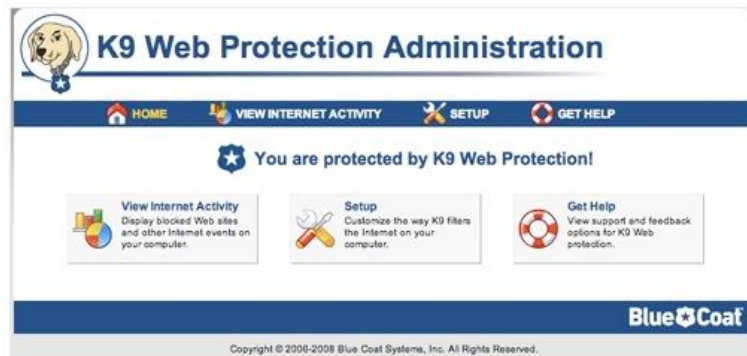 K9 Web Protection Administration
HOME
VIEW INTERNET ACTIVITY
SETUP
GET HELP
You are protected by K9 Web Protection!
View Internet Activity
Display blocked Web sites
and other Internet events on
your computer.
Setup
Customize the way K9 filters
the Internet on your
computer.
Get Help
View support and feedback
options for K9 Web
protection.
Blue Coat
Copyright © 2006-2008 Blue Coat Systems, Inc. All Rights Reserved.